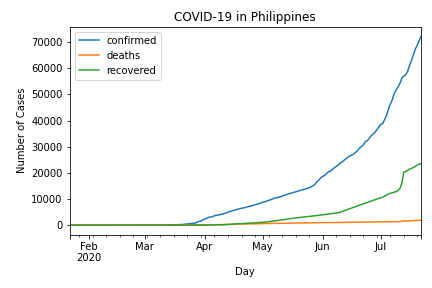 COVID-19 in Philippines
confirmed
deaths
recovered
Number of Cases
70000
60000
50000
40000
30000
20000
10000
0
Feb Mar Apr May Jun Jul
2020
Day